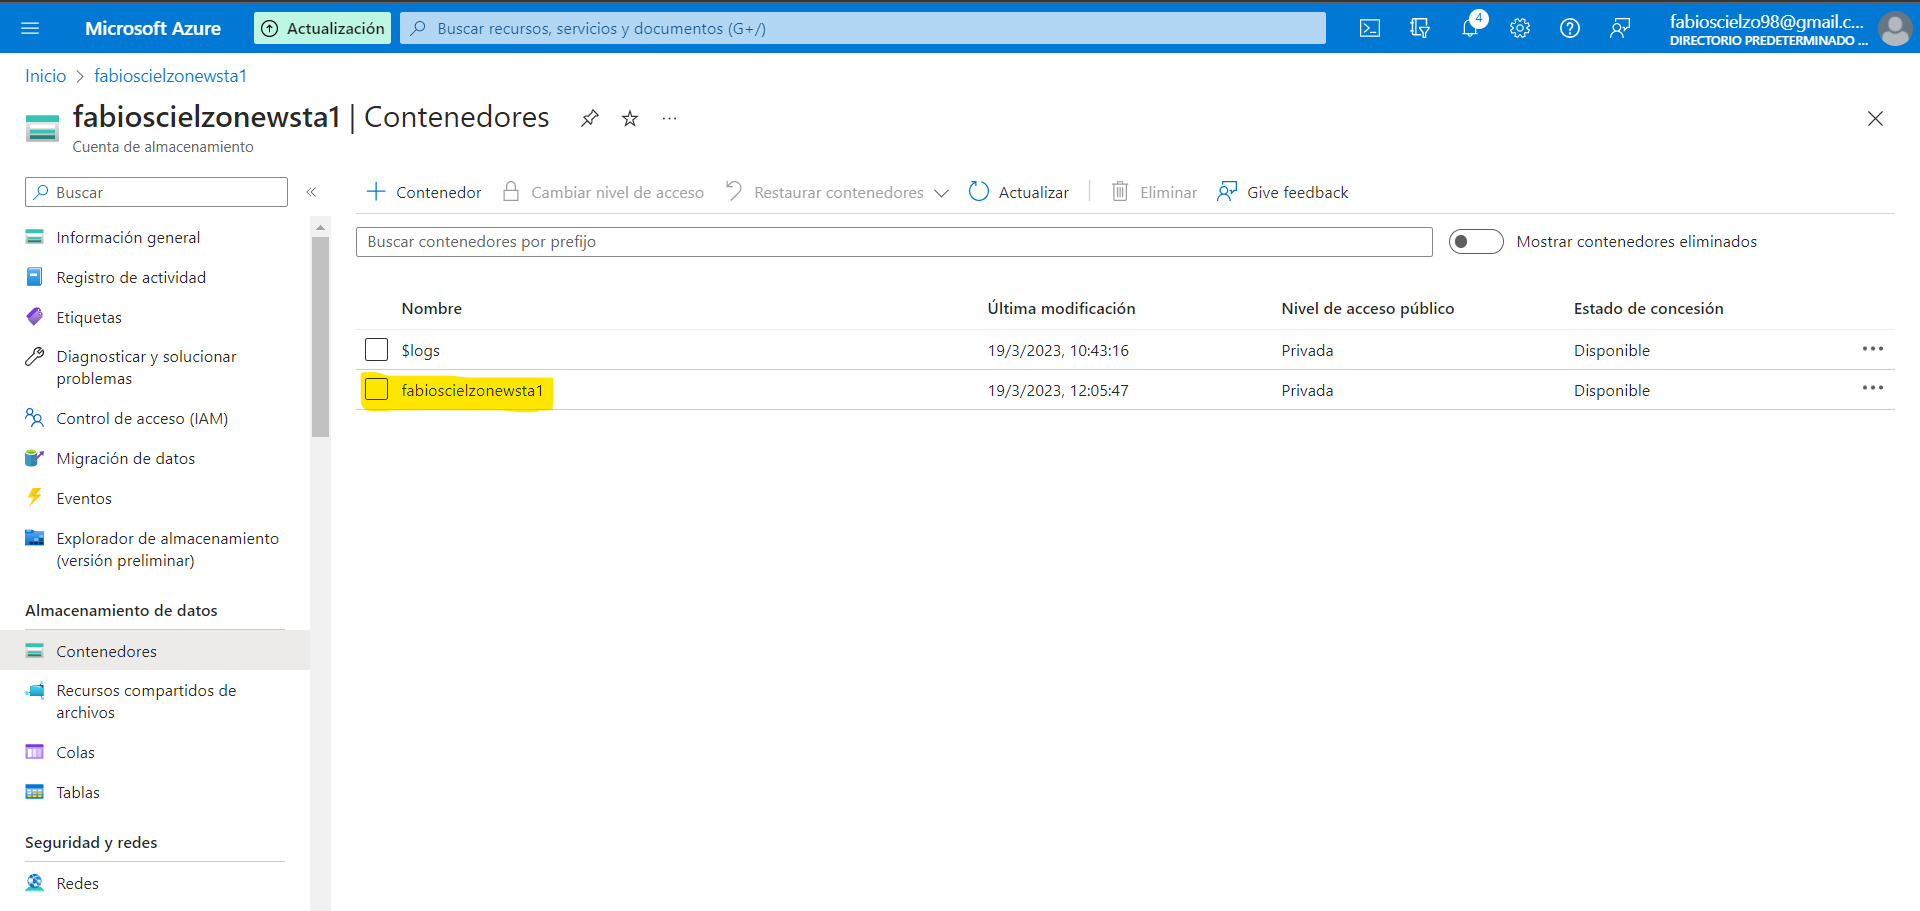 Microsoft Azure
Actualización
Buscar recursos, servicios y documentos (G+/)
4
fabioscielzo98@gmail.c...
DIRECTORIO PREDETERMINADO ...
Inicio > fabioscielzonewsta1
fabioscielzonewsta1 | Contenedores
Cuenta de almacenamiento
Buscar
Información general
Registro de actividad
Etiquetas
Diagnosticar y solucionar
problemas
Control de acceso (IAM)
Migración de datos
Eventos
Explorador de almacenamiento
(versión preliminar)
Almacenamiento de datos
Contenedores
Recursos compartidos de
archivos
Colas
Tablas
Seguridad y redes
Redes
Contenedor Cambiar nivel de acceso Restaurar contenedores Actualizar Eliminar Give feedback
Buscar contenedores por prefijo
Mostrar contenedores eliminados
Nombre Última modificación Nivel de acceso público Estado de concesión
$logs 19/3/2023, 10:43:16 Privada Disponible
fabioscielzonewsta1 19/3/2023, 12:05:47 Privada Disponible